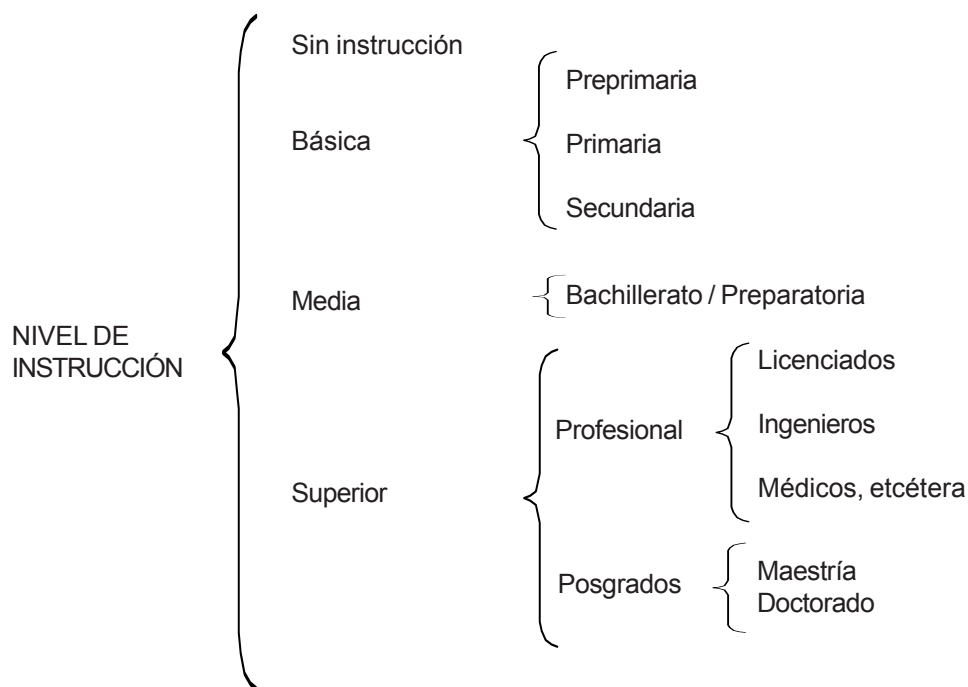 NIVEL DE
INSTRUCCIÓN
Sin instrucción
Básica
Preprimaria
Primaria
Secundaria
Media
Bachillerato / Preparatoria
Superior
Profesional
Licenciados
Ingenieros
Médicos, etcétera
Posgrados
Maestría
Doctorado